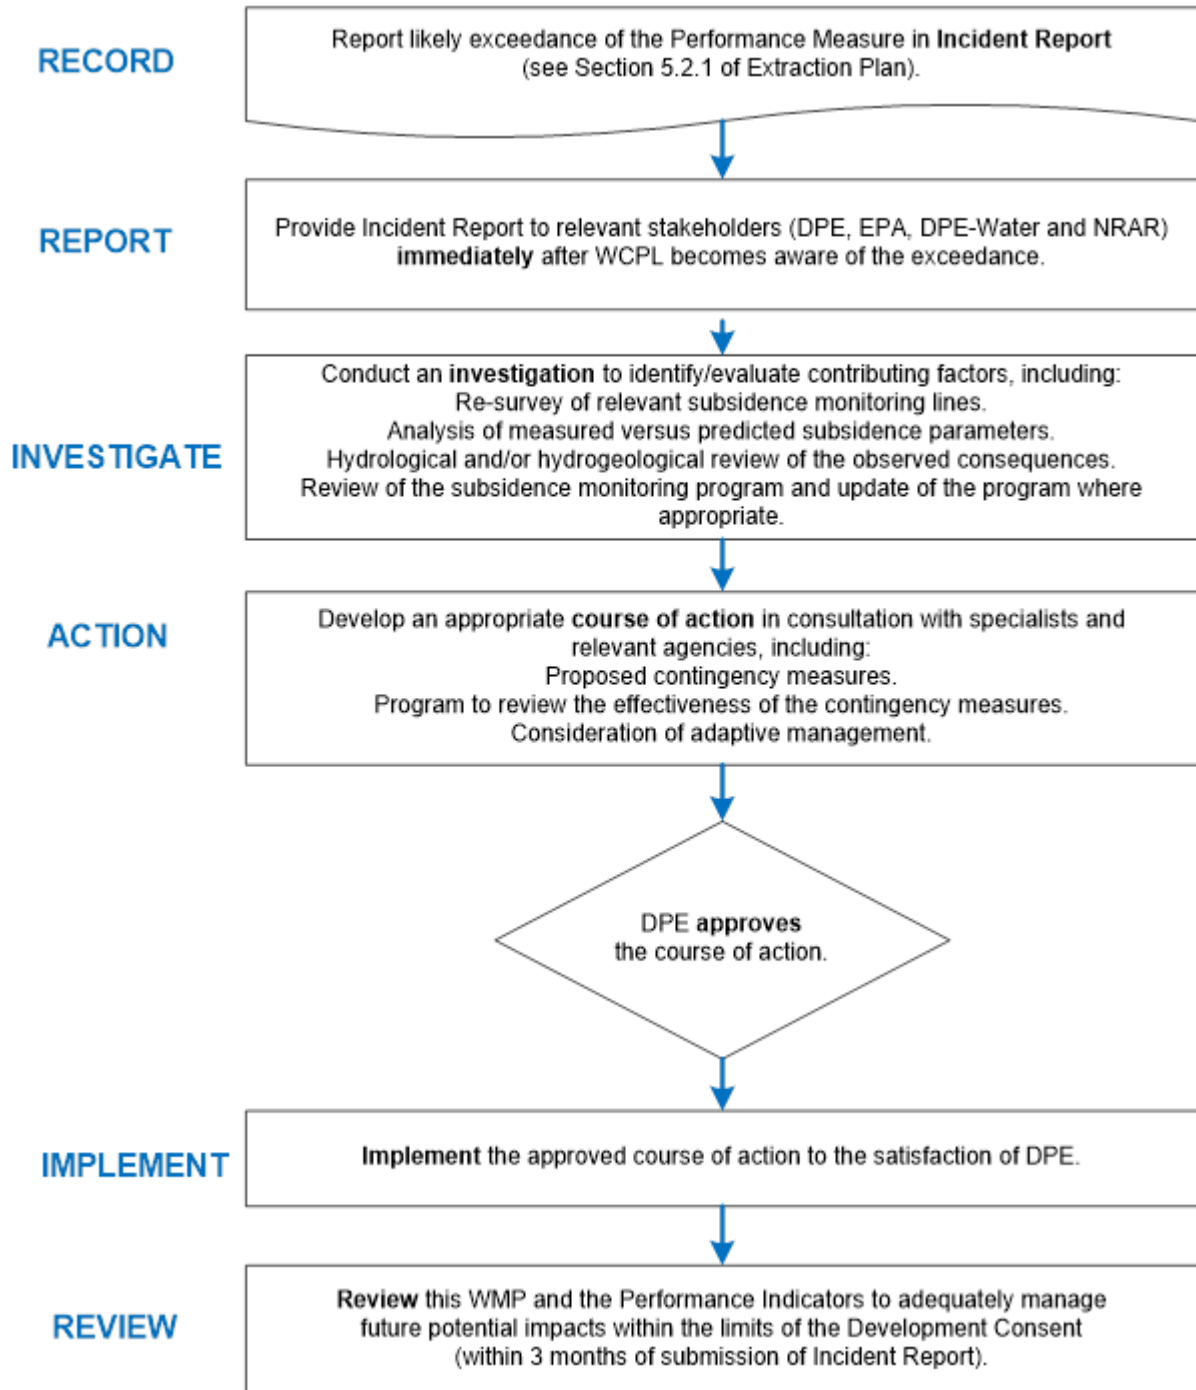 RECORD
Report likely exceedance of the Performance Measure in Incident Report
(see Section 5.2.1 of Extraction Plan).
REPORT
Provide Incident Report to relevant stakeholders (DPE, EPA, DPE-Water and NRAR)
immediately after WCPL becomes aware of the exceedance.
INVESTIGATE
Conduct an investigation to identify/evaluate contributing factors, including:
Re-survey of relevant subsidence monitoring lines.
Analysis of measured versus predicted subsidence parameters.
Hydrological and/or hydrogeological review of the observed consequences.
Review of the subsidence monitoring program and update of the program where
appropriate.
ACTION
Develop an appropriate course of action in consultation with specialists and
relevant agencies, including:
Proposed contingency measures.
Program to review the effectiveness of the contingency measures.
Consideration of adaptive management.
DPE approves
the course of action.
IMPLEMENT
Implement the approved course of action to the satisfaction of DPE.
REVIEW
Review this WMP and the Performance Indicators to adequately manage
future potential impacts within the limits of the Development Consent
(within 3 months of submission of Incident Report).